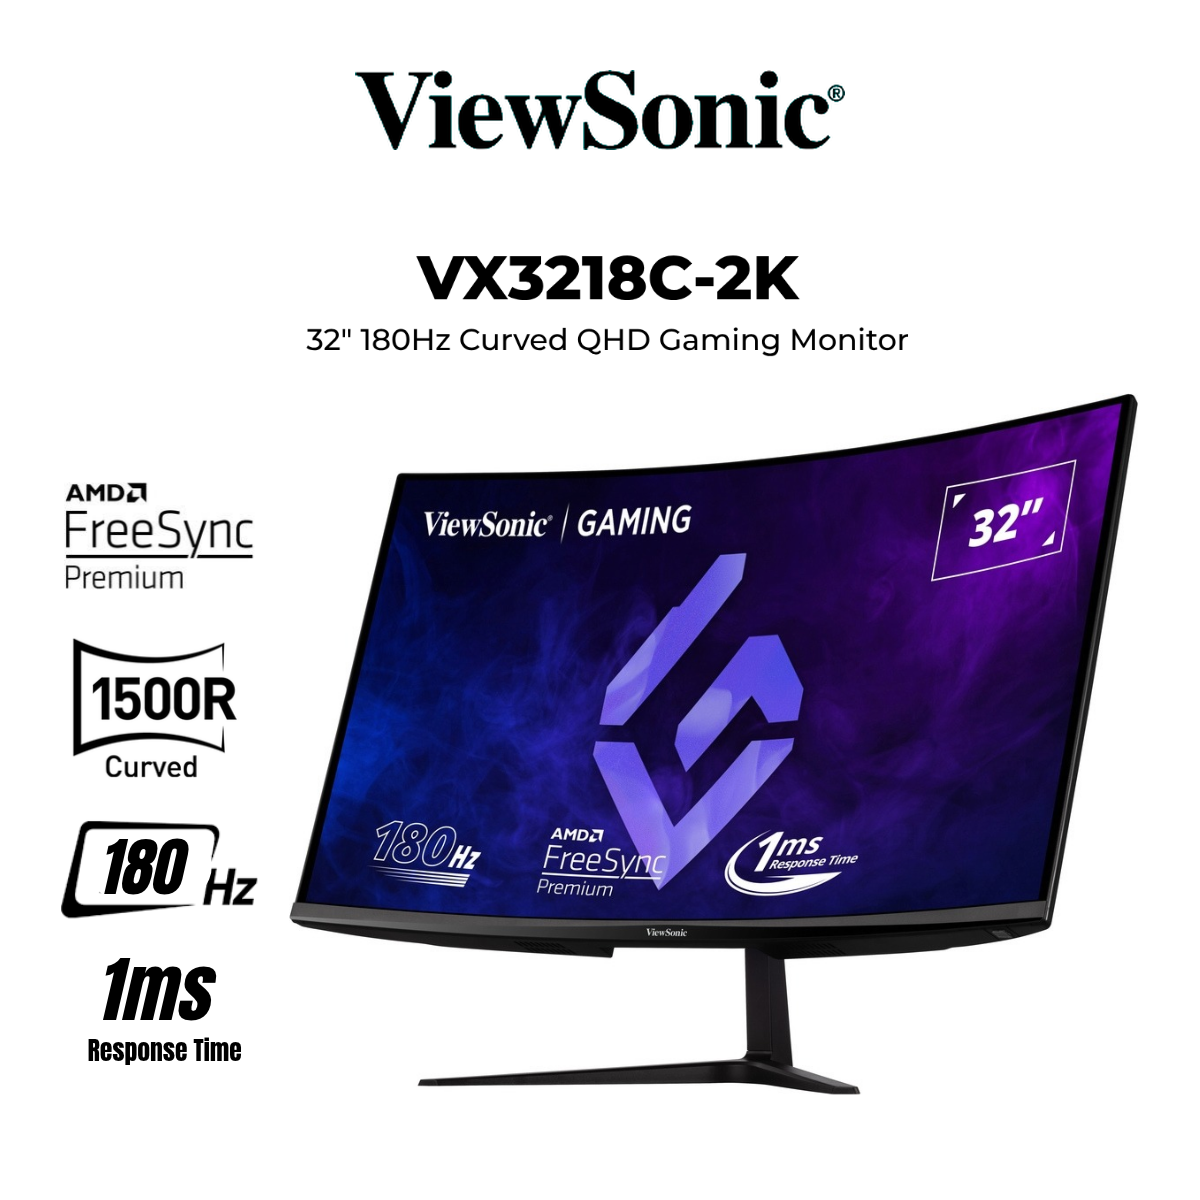 ViewSonic®
VX3218C-2K
32" 180Hz Curved QHD Gaming Monitor
AMD
FreeSync
Premium
1500R
Curved
180 Hz
1ms
Response Time
ViewSonic® | GAMING
32"
180Hz
AMD
FreeSync
Premium
1ms
Response Time
ViewSonic